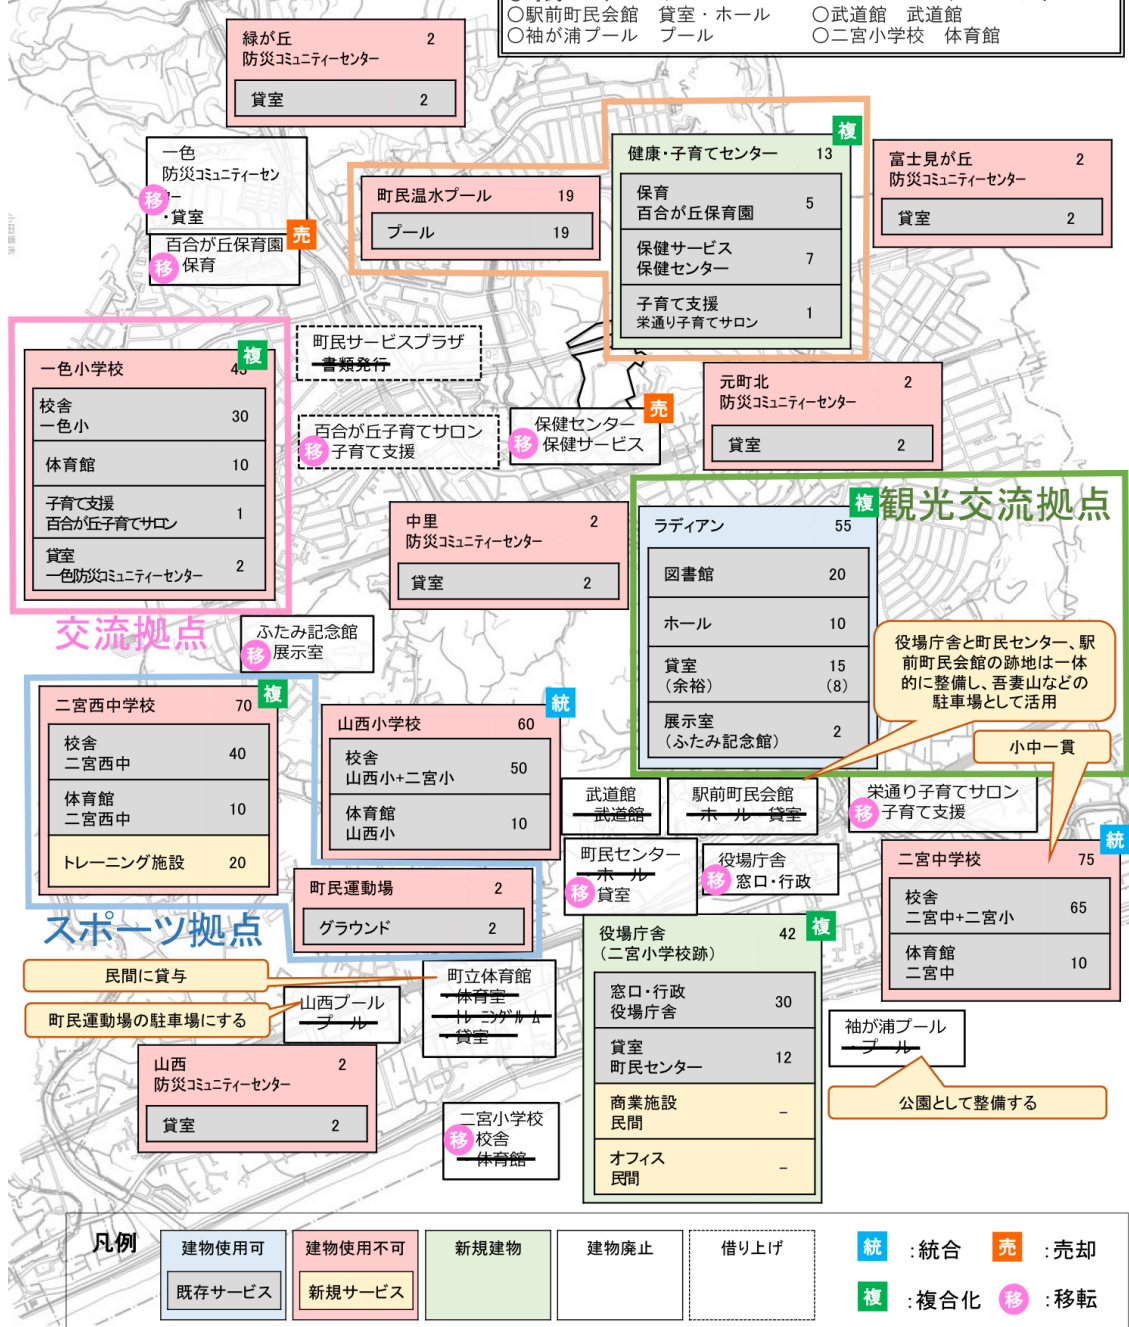 ○駅前町民会館　貸室・ホール
○袖が浦プール　プール
○武道館　武道館
○二宮小学校　体育館
緑が丘　2
防災コミュニティーセンター
貸室　2
一色
防災コミュニティーセン
ター
移
・貸室
売
百合が丘保育園
移 保育
町民温水プール　19
プール　19
複
健康・子育てセンター　13
保育
百合が丘保育園　5
保健サービス
保健センター　7
子育て支援
栄通り子育てサロン　1
富士見が丘　2
防災コミュニティーセンター
貸室　2
複
一色小学校　43
校舎
一色小　30
体育館　10
子育て支援
百合が丘子育てサロン　1
貸室
一色防災コミュニティーセンター　2
交流拠点
町民サービスプラザ
書類発行
百合が丘子育てサロン
移 子育て支援
売
保健センター
移 保健サービス
元町北　2
防災コミュニティーセンター
貸室　2
中里　2
防災コミュニティーセンター
貸室　2
複
観光交流拠点
ラディアン　55
図書館　20
ホール　10
貸室　15
(余裕)　(8)
展示室
(ふたみ記念館)　2
役場庁舎と町民センター、駅
前町民会館の跡地は一体
的に整備し、吾妻山などの
駐車場として活用
小中一貫
ふたみ記念館
移 展示室
複
二宮西中学校　70
校舎
二宮西中　40
体育館
二宮西中　10
トレーニング施設　20
スポーツ拠点
統
山西小学校　60
校舎
山西小+二宮小　50
体育館
山西小　10
町民運動場　2
グラウンド　2
武道館
武道館
駅前町民会館
ホール　貸室
栄通り子育てサロン
移 子育て支援
町民センター
・ホール
移 貸室
役場庁舎
移 窓口・行政
統
二宮中学校　75
校舎
二宮中+二宮小　65
体育館
二宮中　10
複
役場庁舎　42
(二宮小学校跡)
窓口・行政
役場庁舎　30
貸室
町民センター　12
商業施設
民間　－
オフィス
民間　－
民間に貸与
町民運動場の駐車場にする
山西プール
プール
町立体育館
・体育室
・トレーニングルーム
・貸室
袖が浦プール
・プール
公園として整備する
山西　2
防災コミュニティーセンター
貸室　2
二宮小学校
移 校舎
・体育館
凡例
建物使用可
既存サービス
建物使用不可
新規サービス
新規建物
建物廃止
借り上げ
統 :統合
売 :売却
複 :複合化
移 :移転